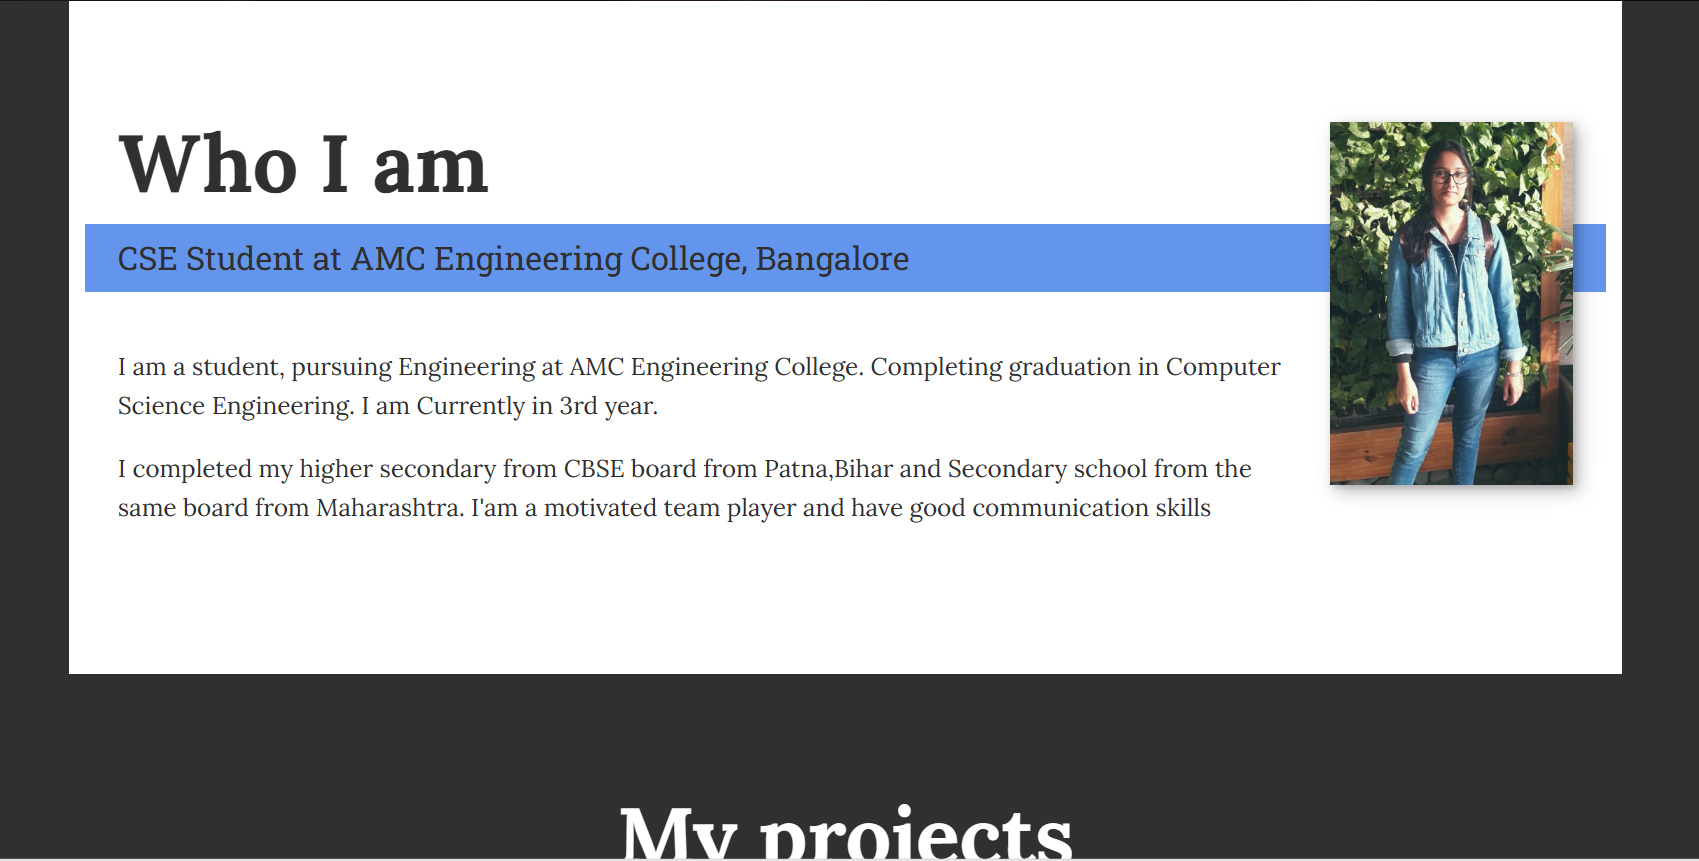 Who I am
CSE Student at AMC Engineering College, Bangalore
I am a student, pursuing Engineering at AMC Engineering College. Completing graduation in Computer
Science Engineering. I am Currently in 3rd year.
I completed my higher secondary from CBSE board from Patna,Bihar and Secondary school from the
same board from Maharashtra. I'am a motivated team player and have good communication skills
My projects